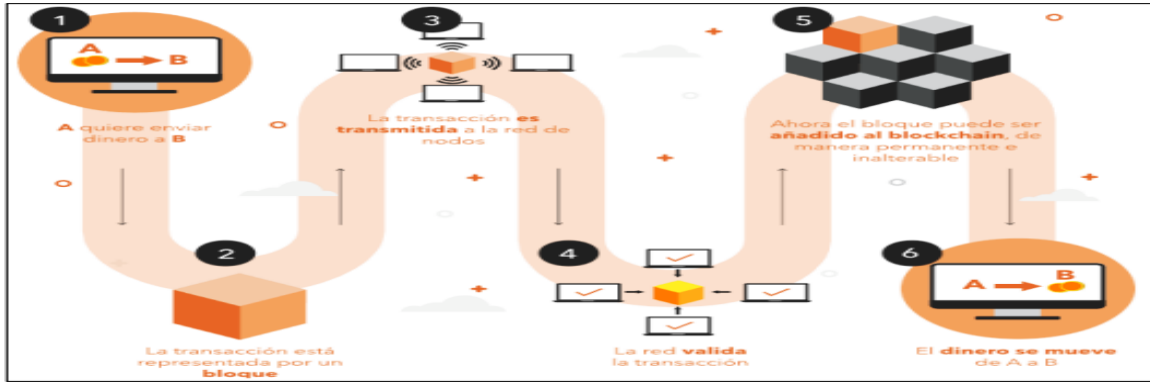 1
A
B
A quiere enviar
dinero a B
2
La transacción está
representada por un
bloque
3
La transacción es
transmitida a la red de
nodos
4
La red valida
la transacción
5
Ahora el bloque puede ser
añadido al blockchain, de
manera permanente e
inalterable
6
A
B
El dinero se mueve
de A a B